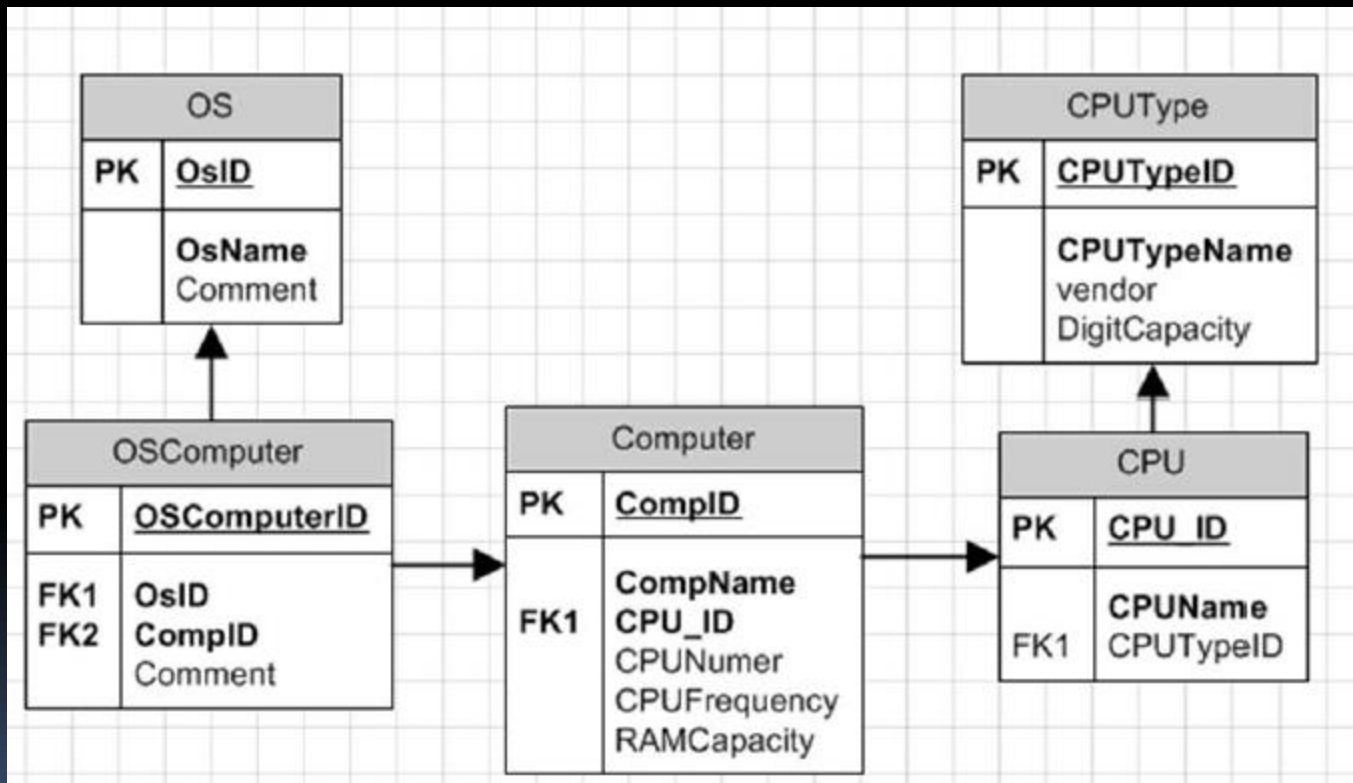 OS
PK OsID
OsName
Comment
CPUType
PK CPUTypeID
CPUTypeName
vendor
DigitCapacity
OSComputer
PK OSComputerID
FK1 OsID
FK2 CompID
Comment
Computer
PK CompID
CompName
FK1 CPU_ID
CPUNumer
CPUFrequency
RAMCapacity
CPU
PK CPU_ID
CPUName
FK1 CPUTypeID